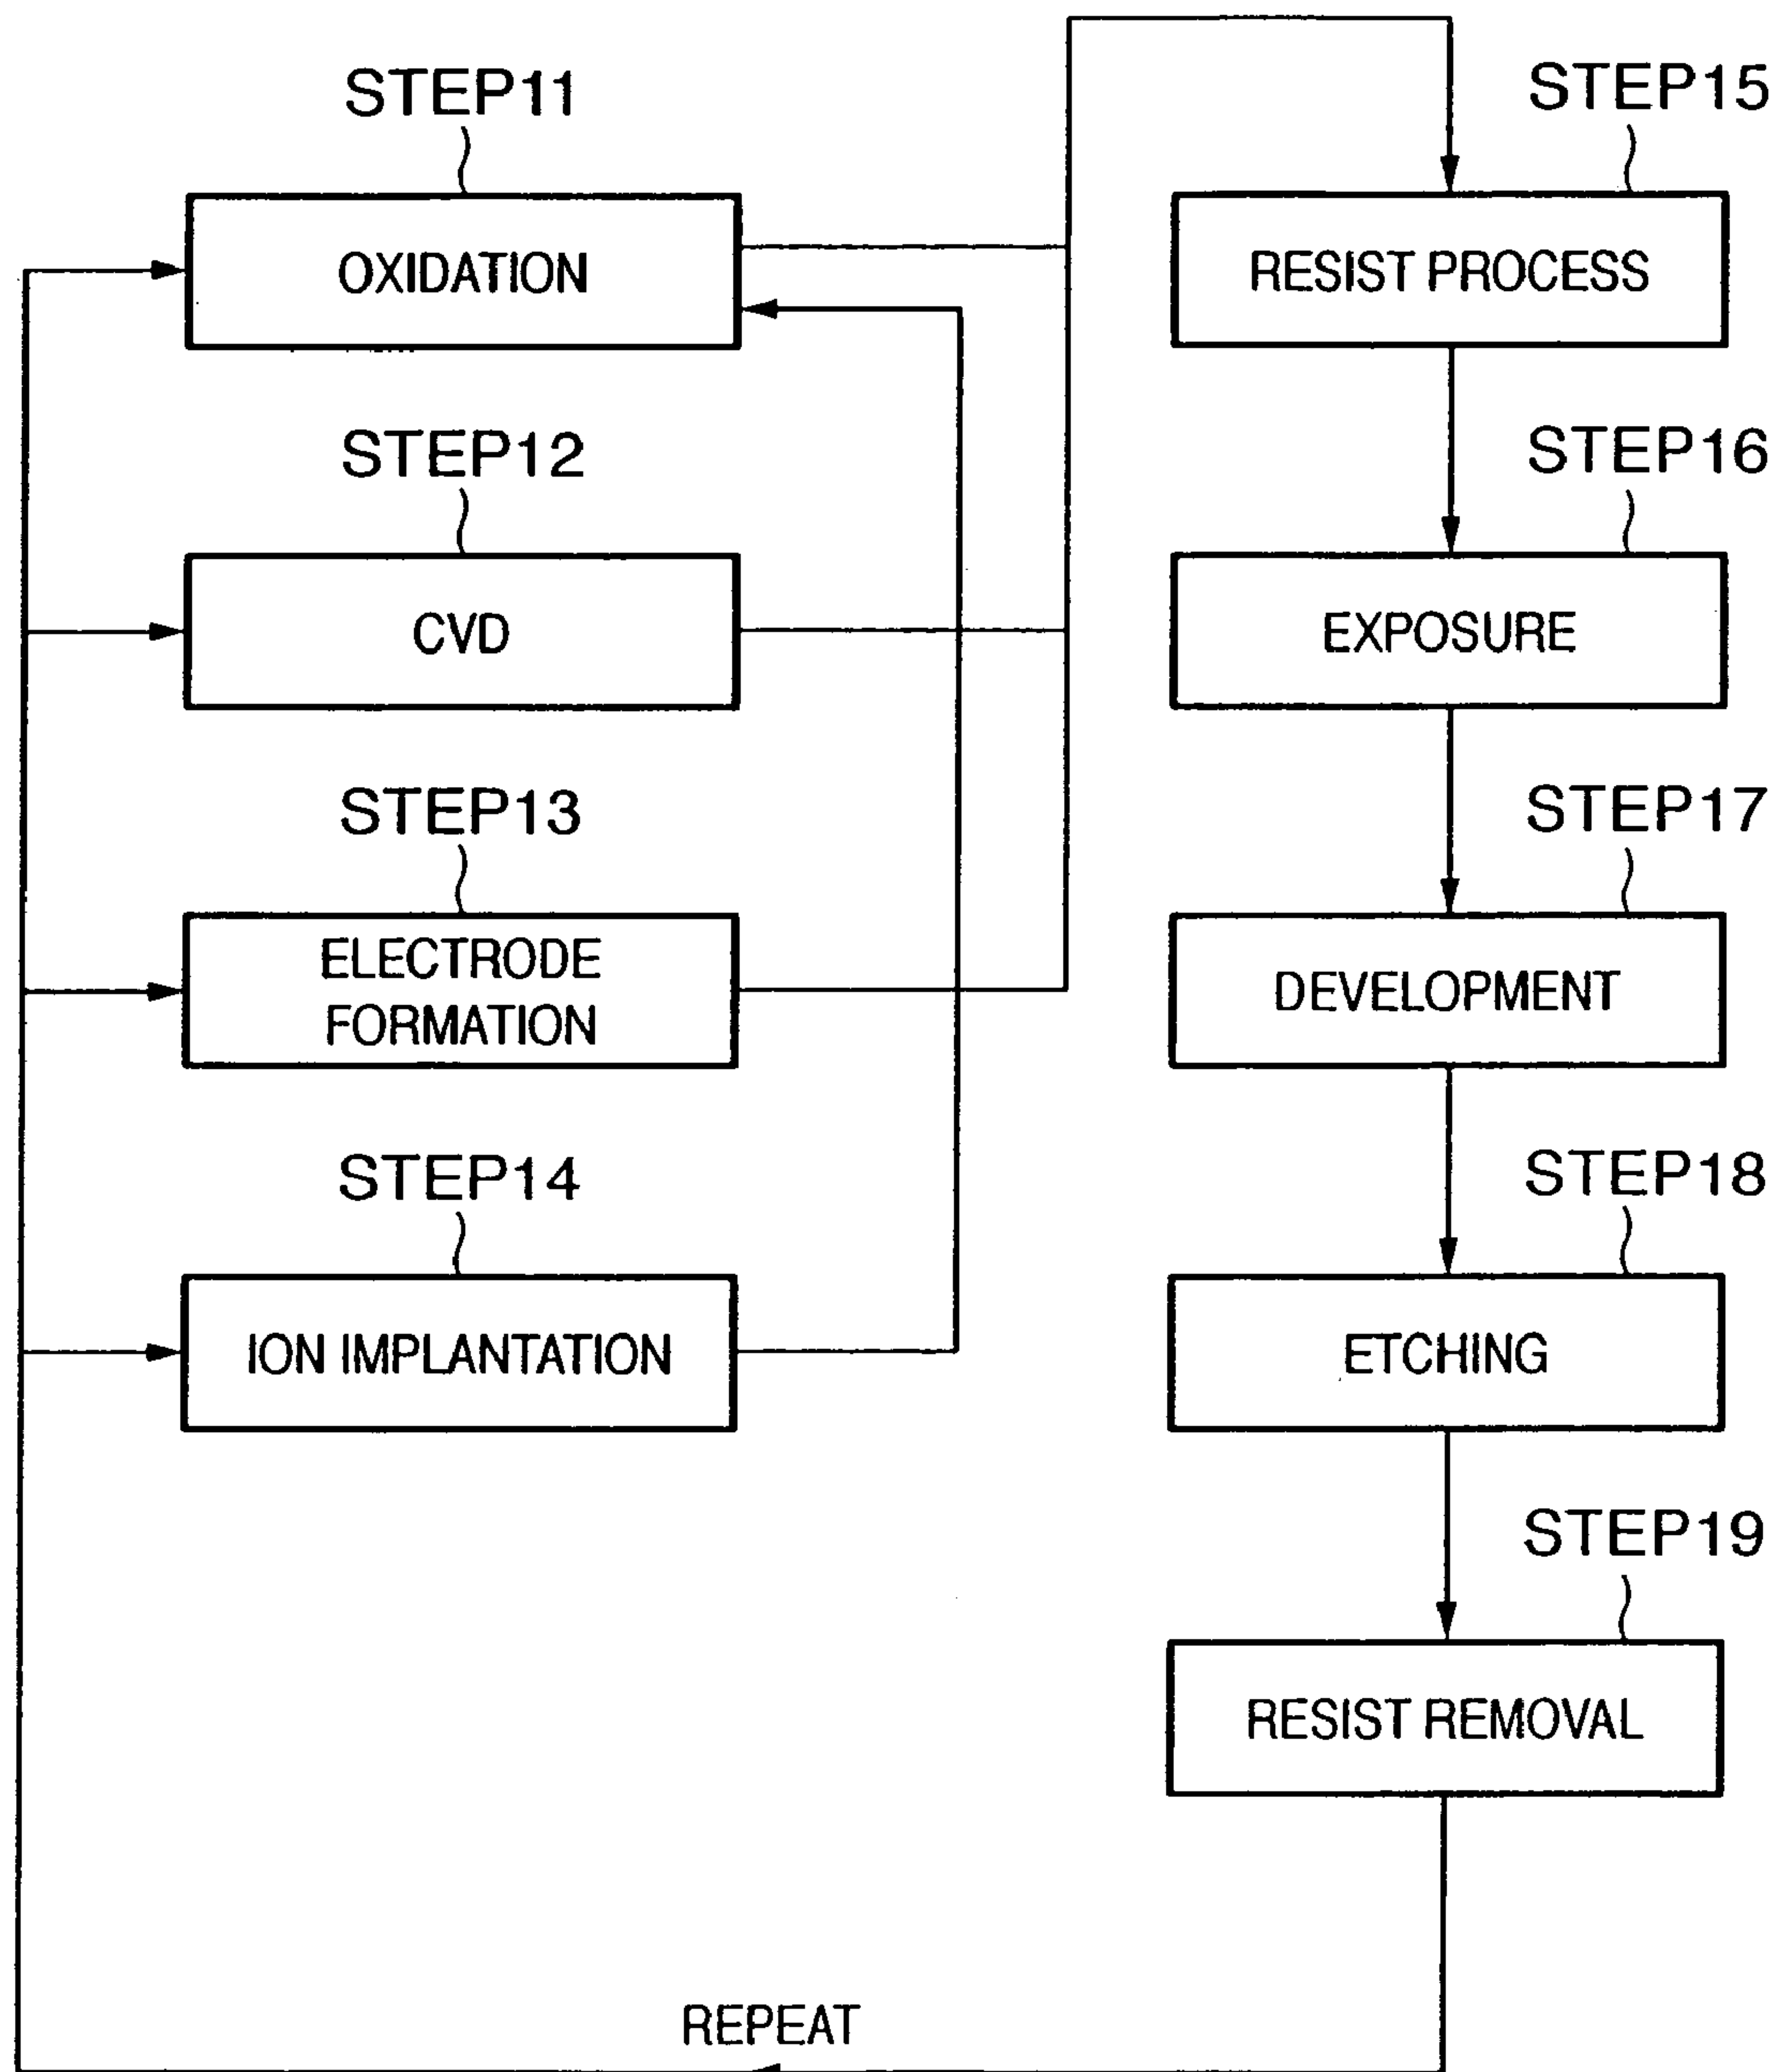 STEP11
OXIDATION
STEP12
CVD
STEP13
ELECTRODE
FORMATION
STEP14
ION IMPLANTATION
STEP15
RESIST PROCESS
STEP16
EXPOSURE
STEP17
DEVELOPMENT
STEP18
ETCHING
STEP19
RESIST REMOVAL
REPEAT